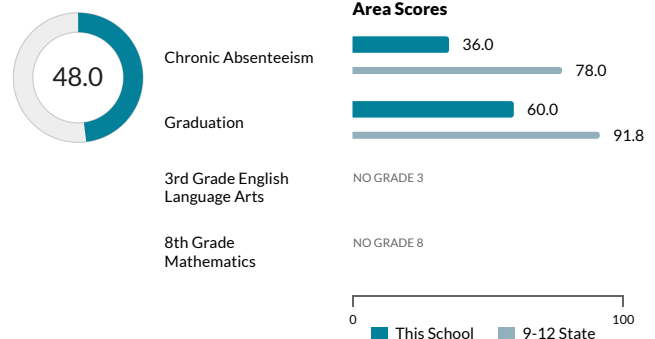 Area Scores
48.0
Chronic Absenteeism
36.0
78.0
Graduation
60.0
91.8
3rd Grade English
Language Arts
NO GRADE 3
8th Grade
Mathematics
NO GRADE 8
0
100
This School
9-12 State